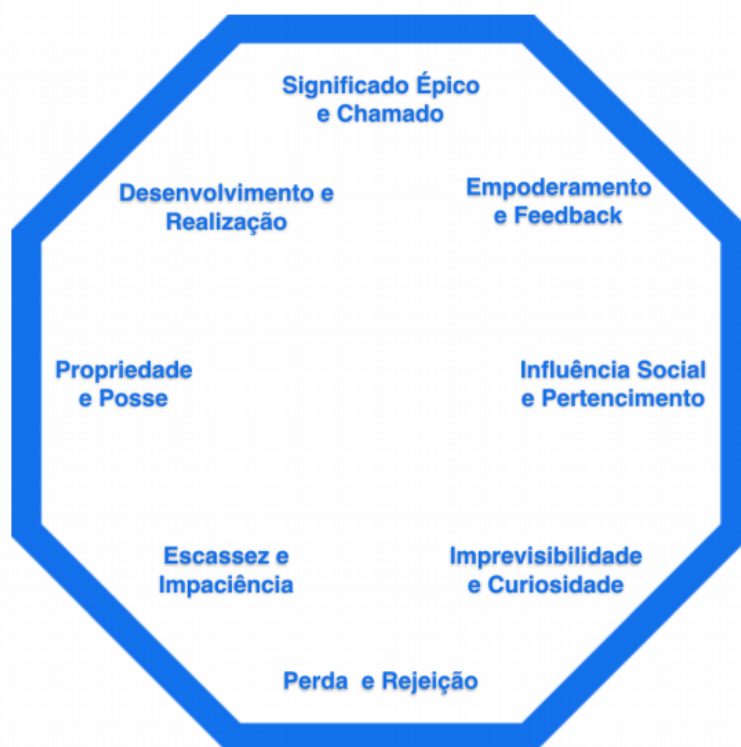 Significado Épico
e Chamado
Desenvolvimento e
Realização
Empoderamento
e Feedback
Propriedade
e Posse
Influência Social
e Pertencimento
Escassez e
Impaciência
Imprevisibilidade
e Curiosidade
Perda e Rejeição